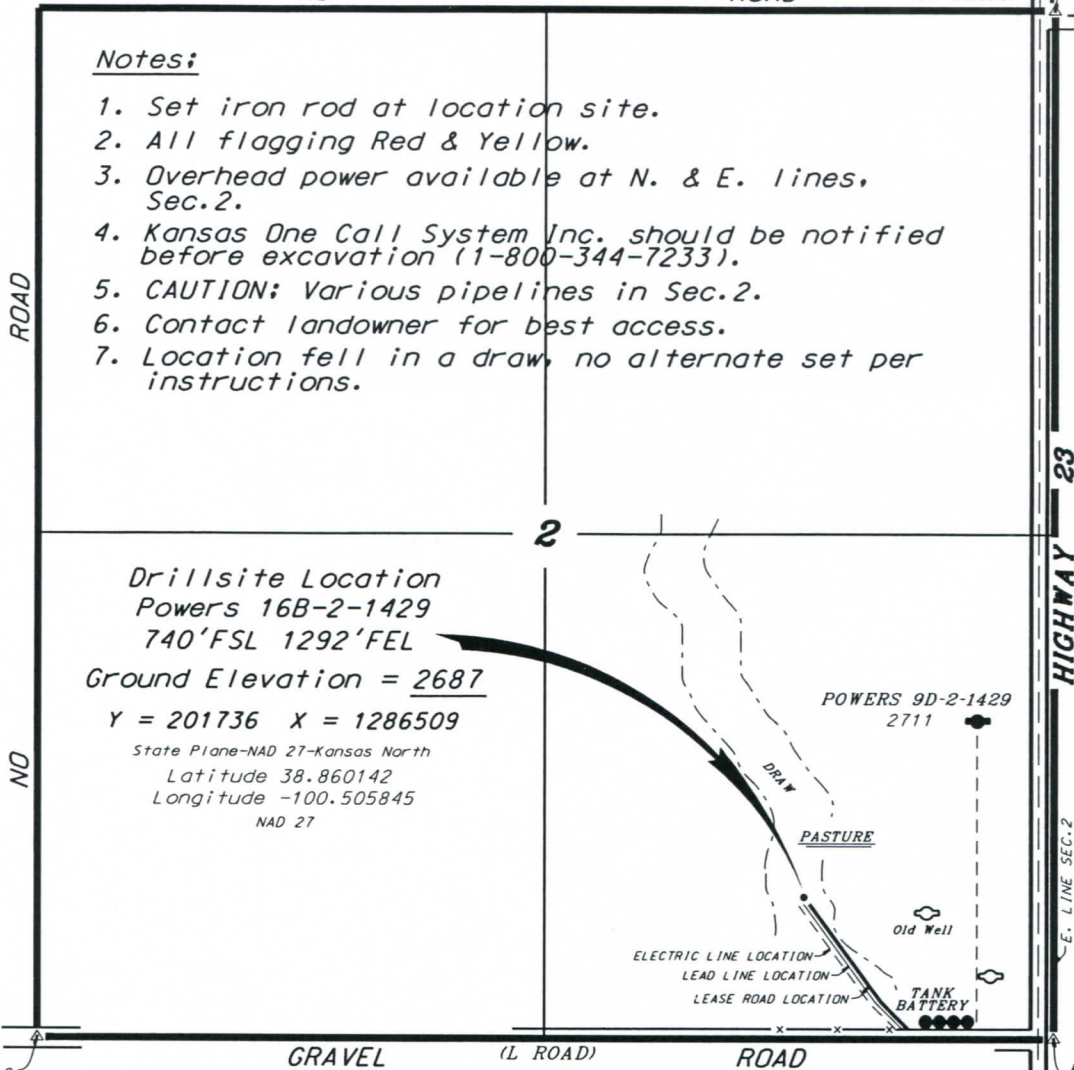 Notes:
1. Set iron rod at location site.
2. All flagging Red & Yellow.
3. Overhead power available at N. & E. lines,
Sec.2.
4. Kansas One Call System Inc. should be notified
before excavation (1-800-344-7233).
5. CAUTION: Various pipelines in Sec.2.
6. Contact landowner for best access.
7. Location fell in a draw, no alternate set per
instructions.
NO ROAD
HIGHWAY 23
2
Drillsite Location
Powers 16B-2-1429
740'FSL 1292'FEL
Ground Elevation = 2687
Y = 201736 X = 1286509
State Plane-NAD 27-Kansas North
Latitude 38.860142
Longitude -100.505845
NAD 27
POWERS 9D-2-1429
2711
DRAW
PASTURE
Old Well
E. LINE SEC.2
ELECTRIC LINE LOCATION
LEAD LINE LOCATION
LEASE ROAD LOCATION
TANK
BATTERY
GRAVEL (L ROAD) ROAD